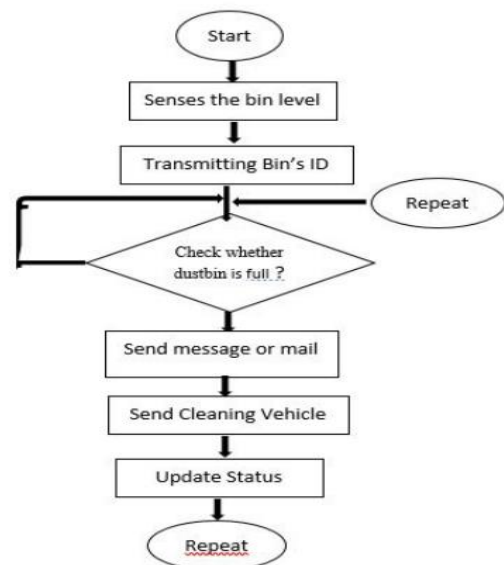 Start
Senses the bin level
Transmitting Bin's ID
Repeat
Check whether
dustbin is full ?
Send message or mail
Send Cleaning Vehicle
Update Status
Repeat